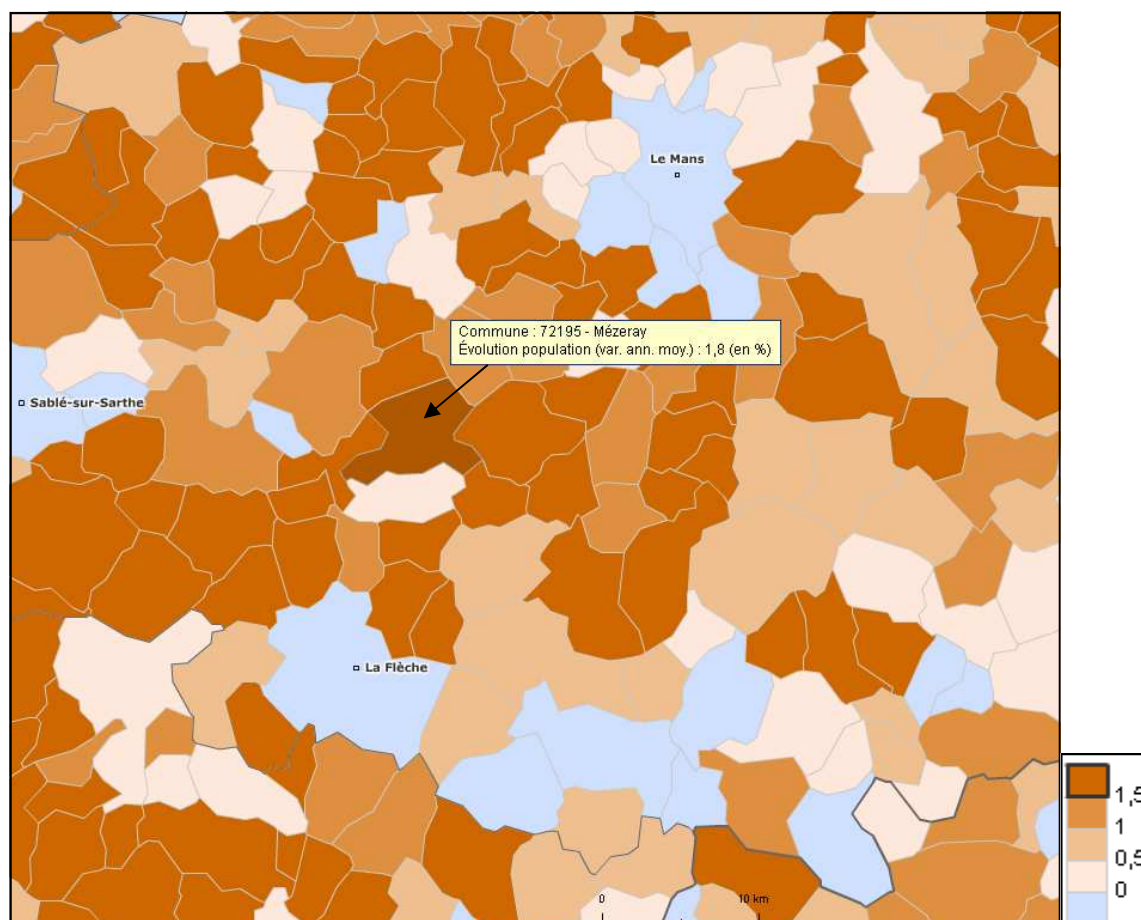 Le Mans
Commune : 72195 - Mézeray
Évolution population (var. ann. moy.) : 1,8 (en %)
Sablé-sur-Sarthe
La Flèche
1,5
1
0,5
0
0 10 km